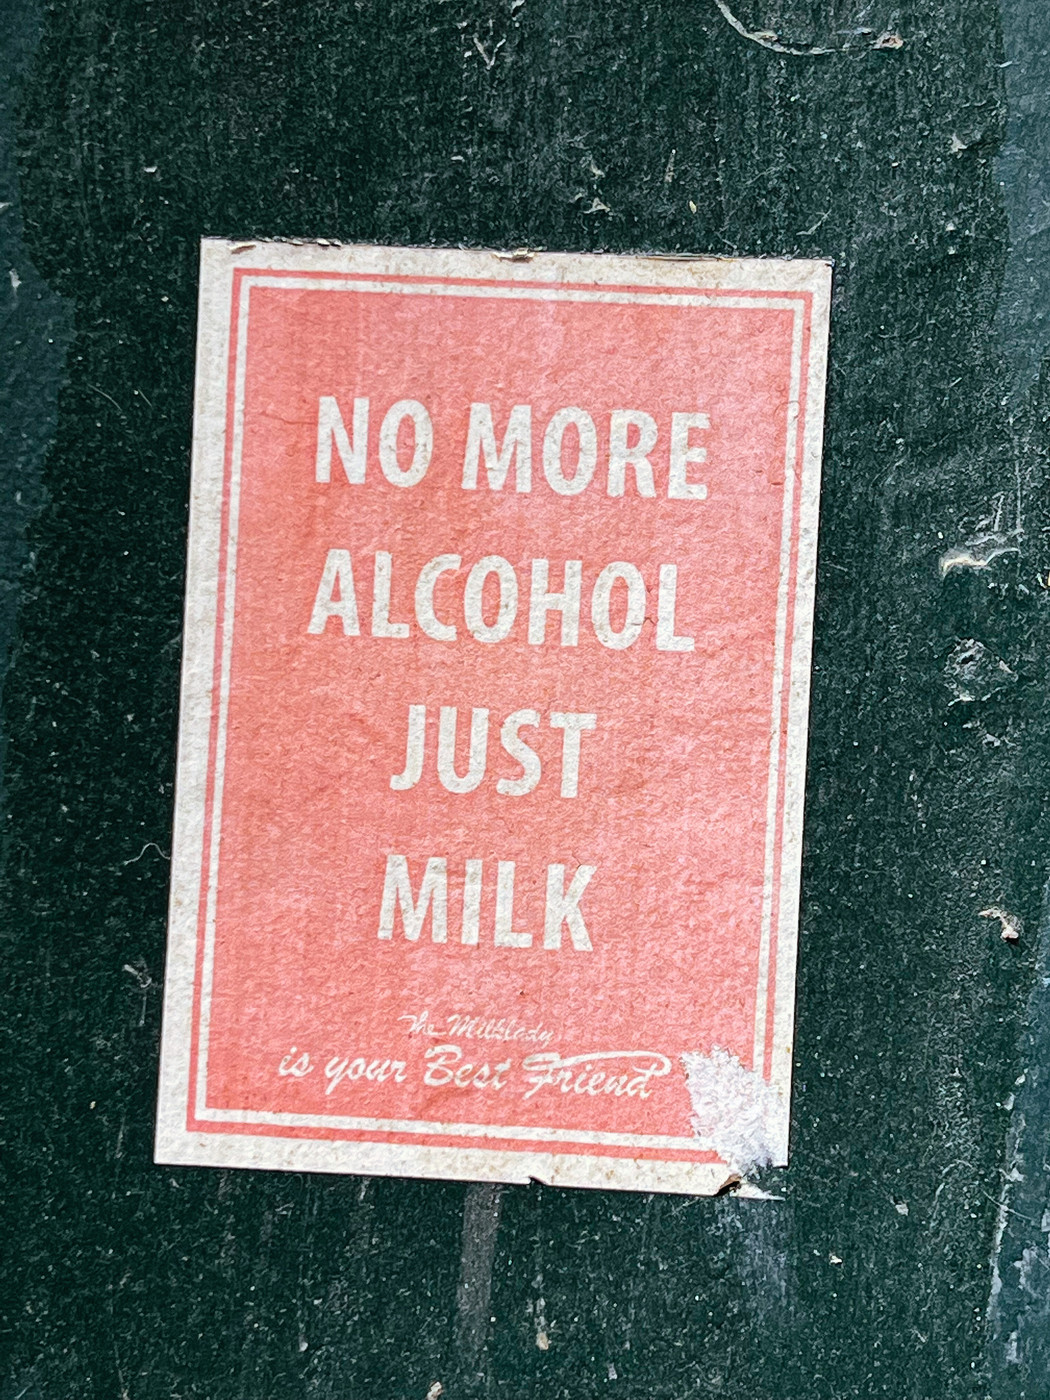 NO MORE
ALCOHOL
JUST
MILK
The Milklady
is your Best Friend